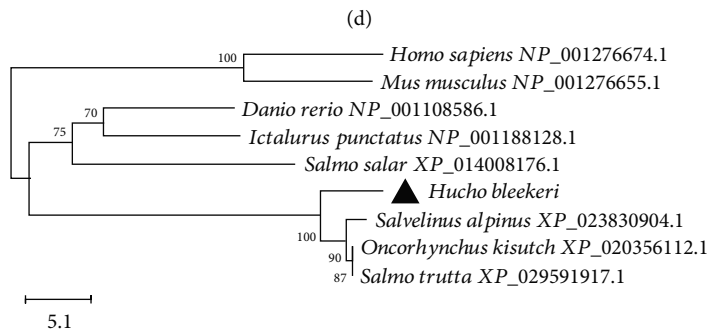 (d)
100
Homo sapiens NP_001276674.1
Mus musculus NP_001276655.1
Danio rerio NP_001108586.1
70
Ictalurus punctatus NP_001188128.1
75
Salmo salar XP_014008176.1
Hucho bleekeri
Salvelinus alpinus XP_023830904.1
100
Oncorhynchus kisutch XP_020356112.1
90
Salmo trutta XP_029591917.1
87
5.1